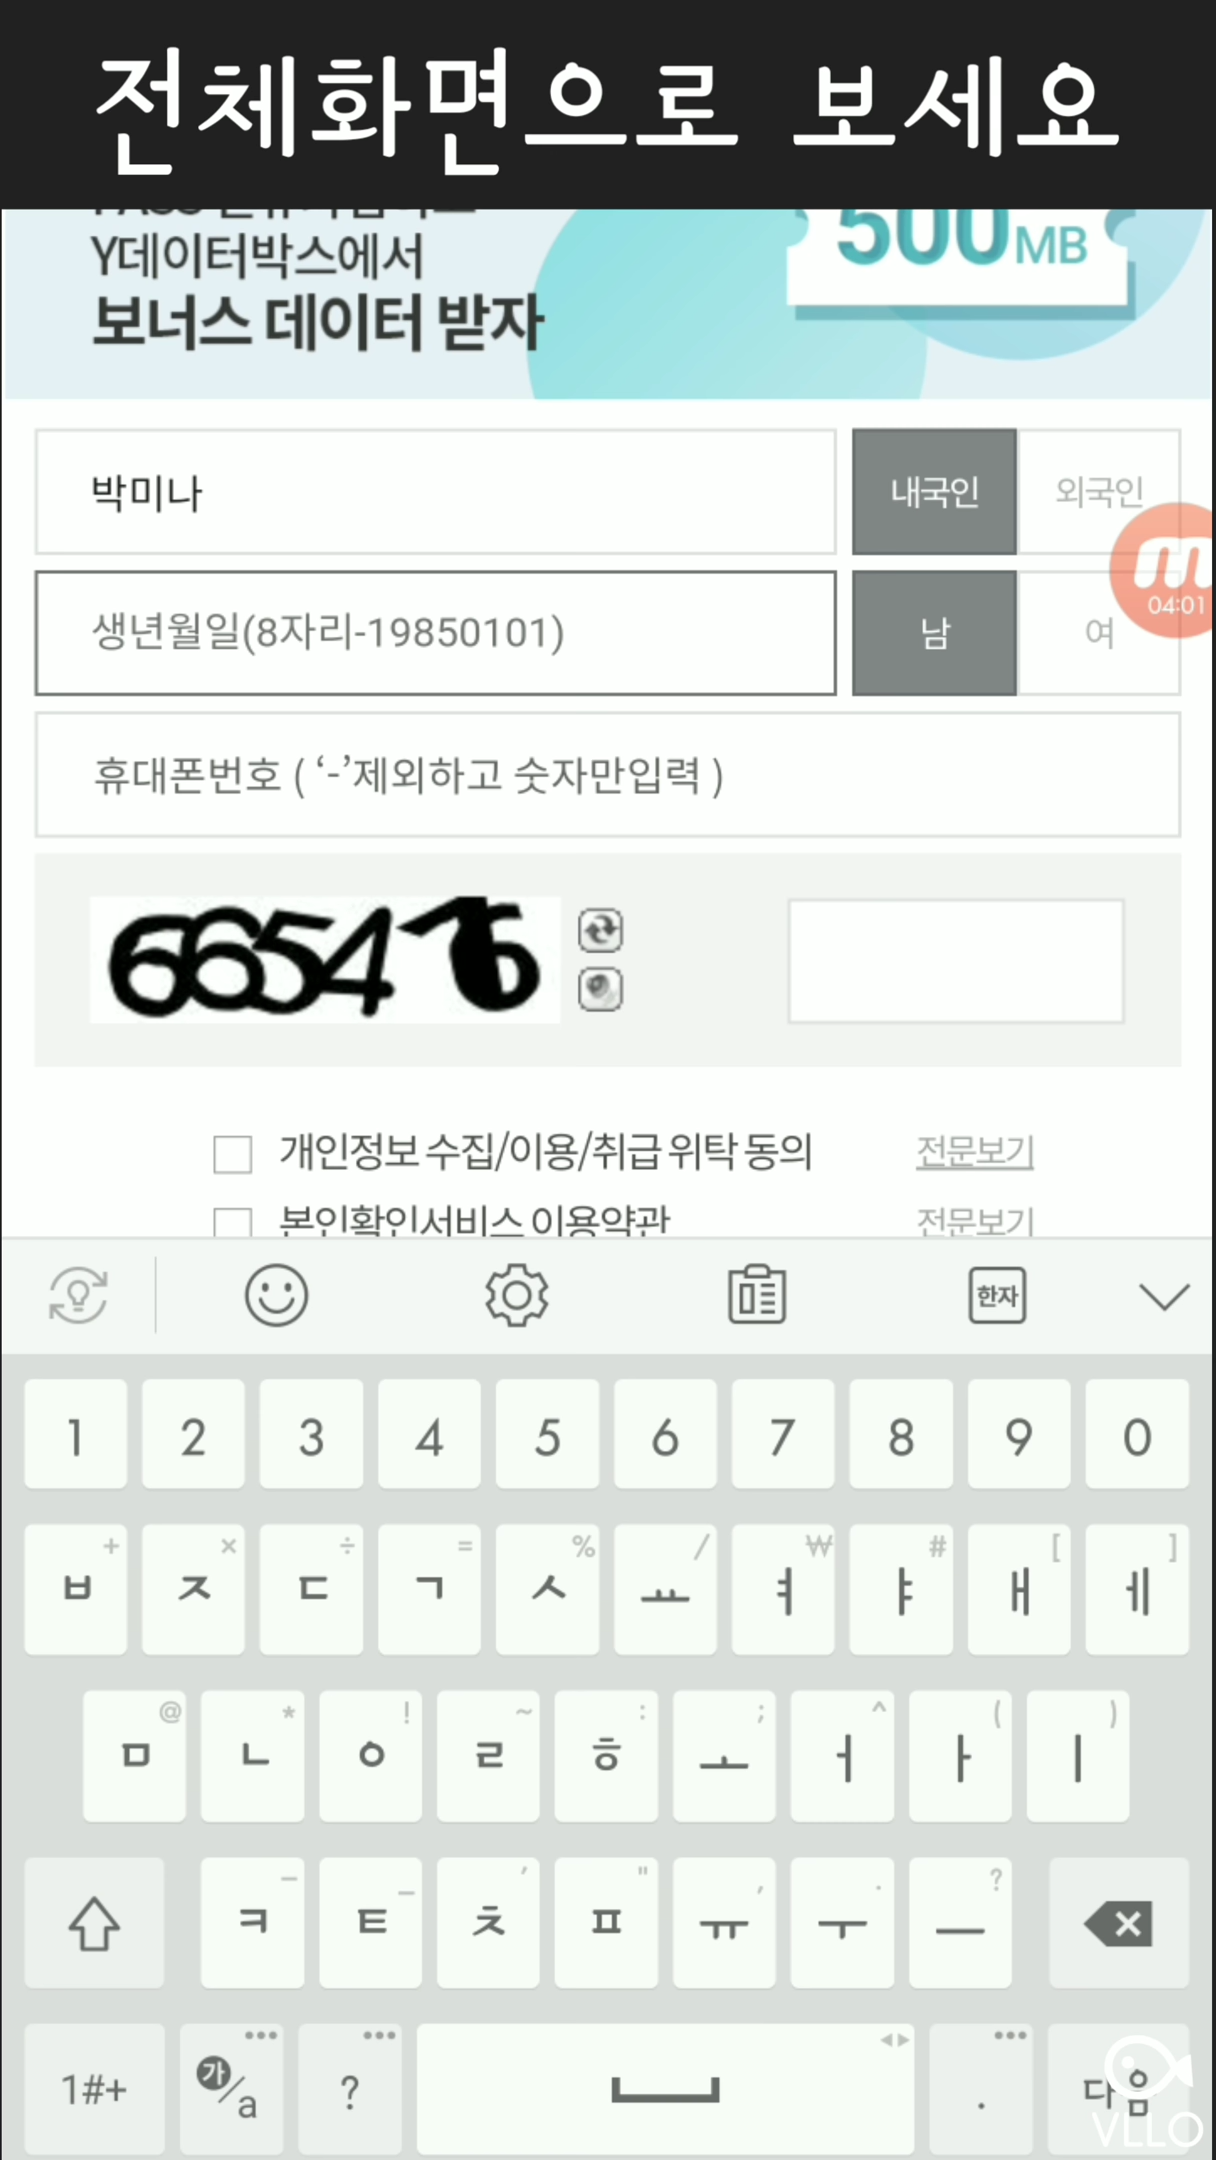 전체화면으로 보세요
500MB
Y데이터박스에서
보너스 데이터 받자
박미나
내국인
외국인
생년월일(8자리-19850101)
남
여
04:01
휴대폰번호 ( ‘-’제외하고 숫자만입력 )
개인정보 수집/이용/취급 위탁 동의
전문보기
본인확인서비스 이용약관
전문보기
한자
1 2 3 4 5 6 7 8 9 0
+ × ÷ = % / ₩ # [ ]
ㅂ ㅈ ㄷ ㄱ ㅅ ㅛ ㅕ ㅑ ㅐ ㅔ
@ * ! ~ : ; ^ ( )
ㅁ ㄴ ㅇ ㄹ ㅎ ㅗ ㅓ ㅏ ㅣ
- _ ' " , . ?
ㅋ ㅌ ㅊ ㅍ ㅠ ㅜ ㅡ
1#+ 가/a ? . 다음
VLLO